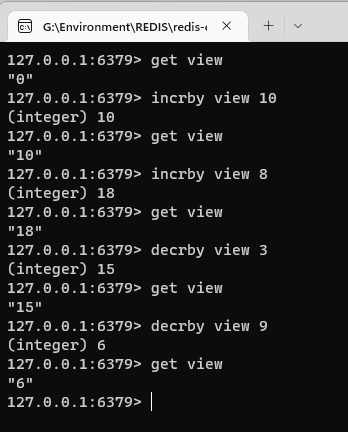 G:\Environment\REDIS\redis-c
127.0.0.1:6379> get view
"0"
127.0.0.1:6379> incrby view 10
(integer) 10
127.0.0.1:6379> get view
"10"
127.0.0.1:6379> incrby view 8
(integer) 18
127.0.0.1:6379> get view
"18"
127.0.0.1:6379> decrby view 3
(integer) 15
127.0.0.1:6379> get view
"15"
127.0.0.1:6379> decrby view 9
(integer) 6
127.0.0.1:6379> get view
"6"
127.0.0.1:6379>